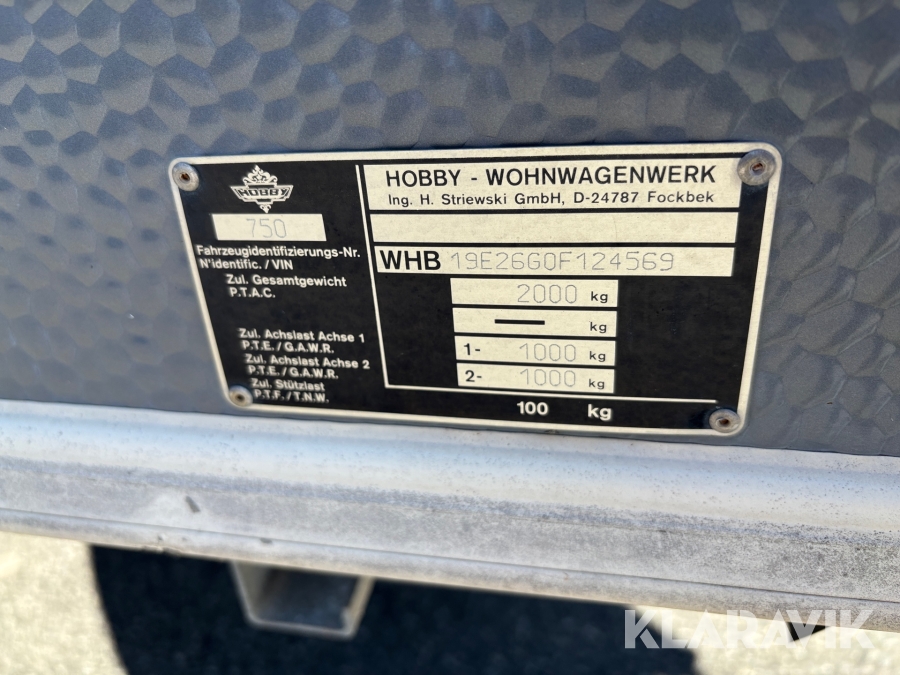 HOBBY
750
HOBBY - WOHNWAGENWERK
Ing. H. Striewski GmbH, D-24787 Fockbek
Fahrzeugidentifizierungs-Nr.
N'identific. / VIN
WHB 19E26G0F124569
Zul. Gesamtgewicht
P.T.A.C.
2000 kg
— kg
Zul. Achslast Achse 1
P.T.E./G.A.W.R.
1- 1000 kg
Zul. Achslast Achse 2
P.T.E./G.A.W.R.
2- 1000 kg
Zul. Stützlast
P.T.F./T.N.W.
100 kg
KLARAVIK